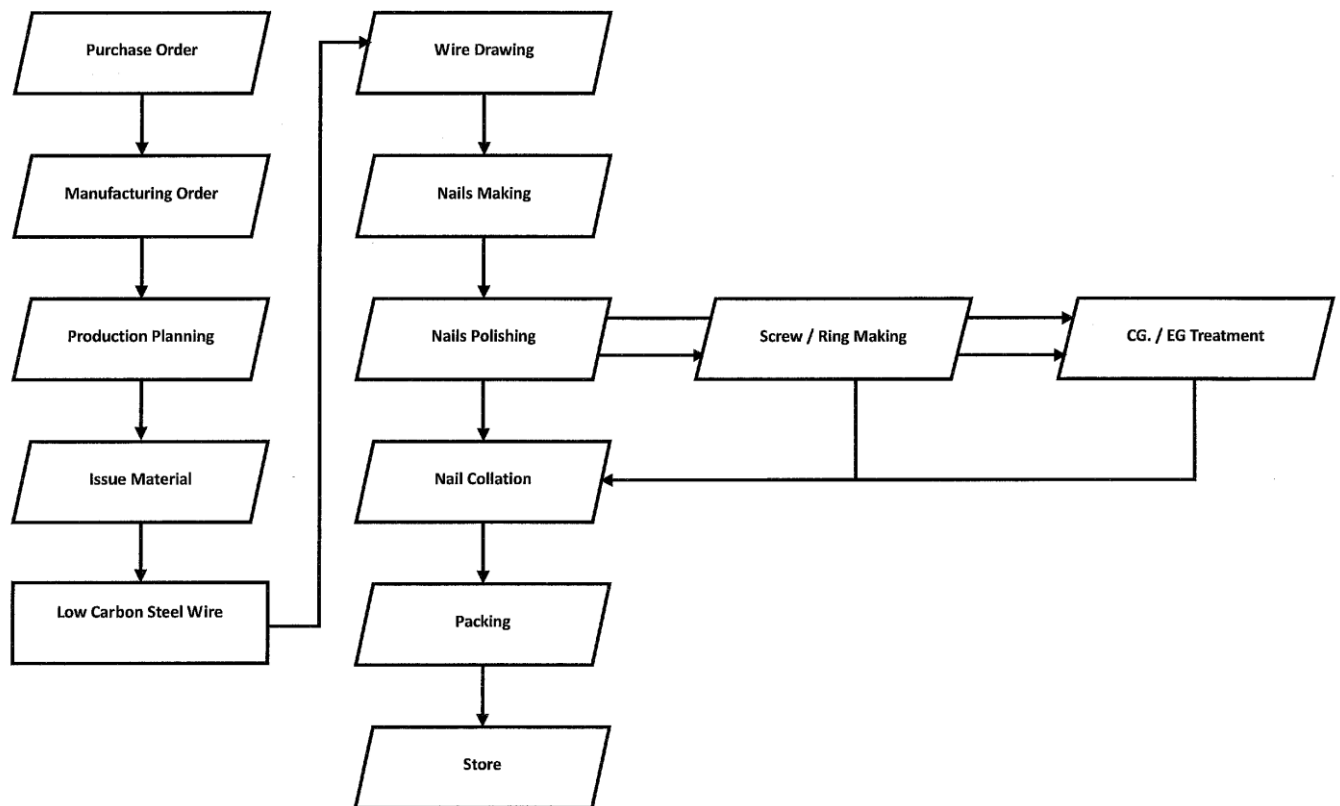 Purchase Order
Manufacturing Order
Production Planning
Issue Material
Low Carbon Steel Wire
Wire Drawing
Nails Making
Nails Polishing
Screw / Ring Making
CG. / EG Treatment
Nail Collation
Packing
Store